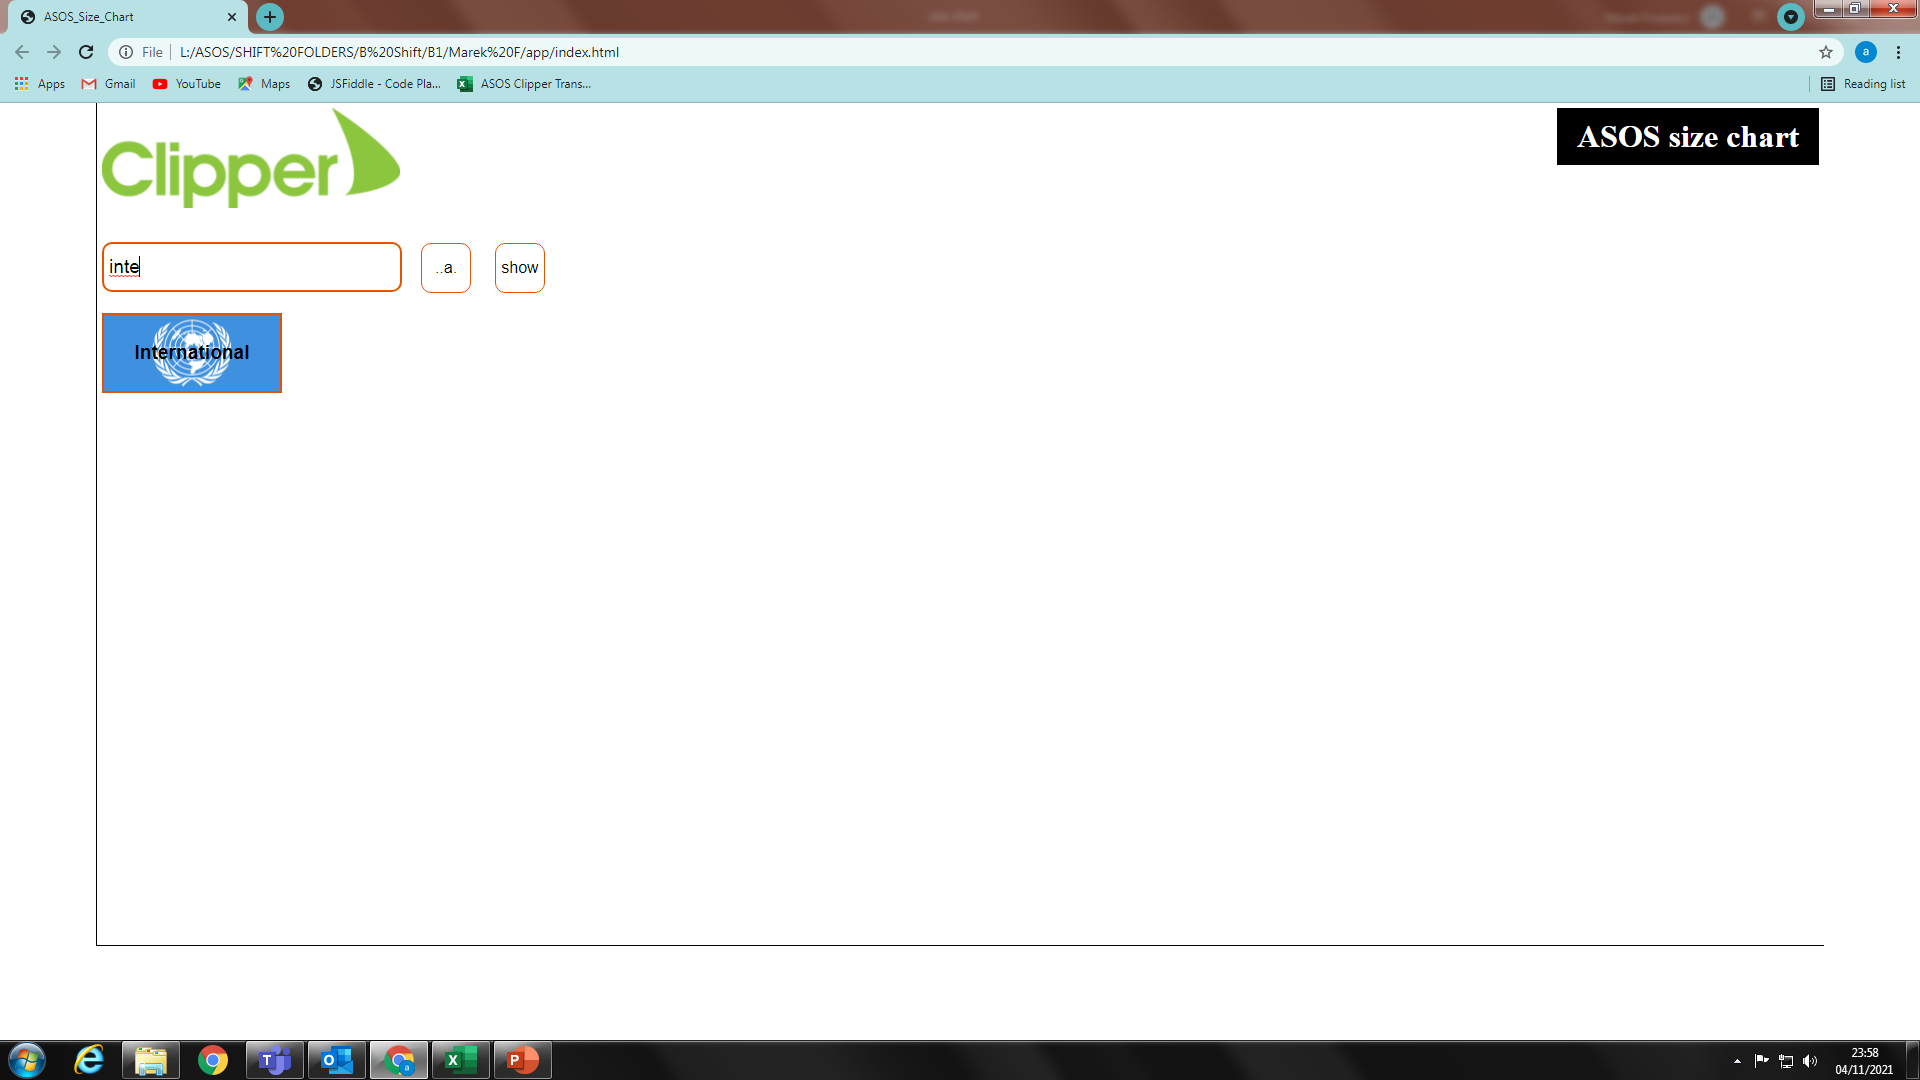 ASOS_Size_Chart
File
L:/ASOS/SHIFT%20FOLDERS/B%20Shift/B1/Marek%20F/app/index.html
a
Apps
Gmail
YouTube
Maps
JSFiddle - Code Pla...
ASOS Clipper Trans...
Reading list
Clipper
ASOS size chart
inte
..a.
show
International
23:58
04/11/2021